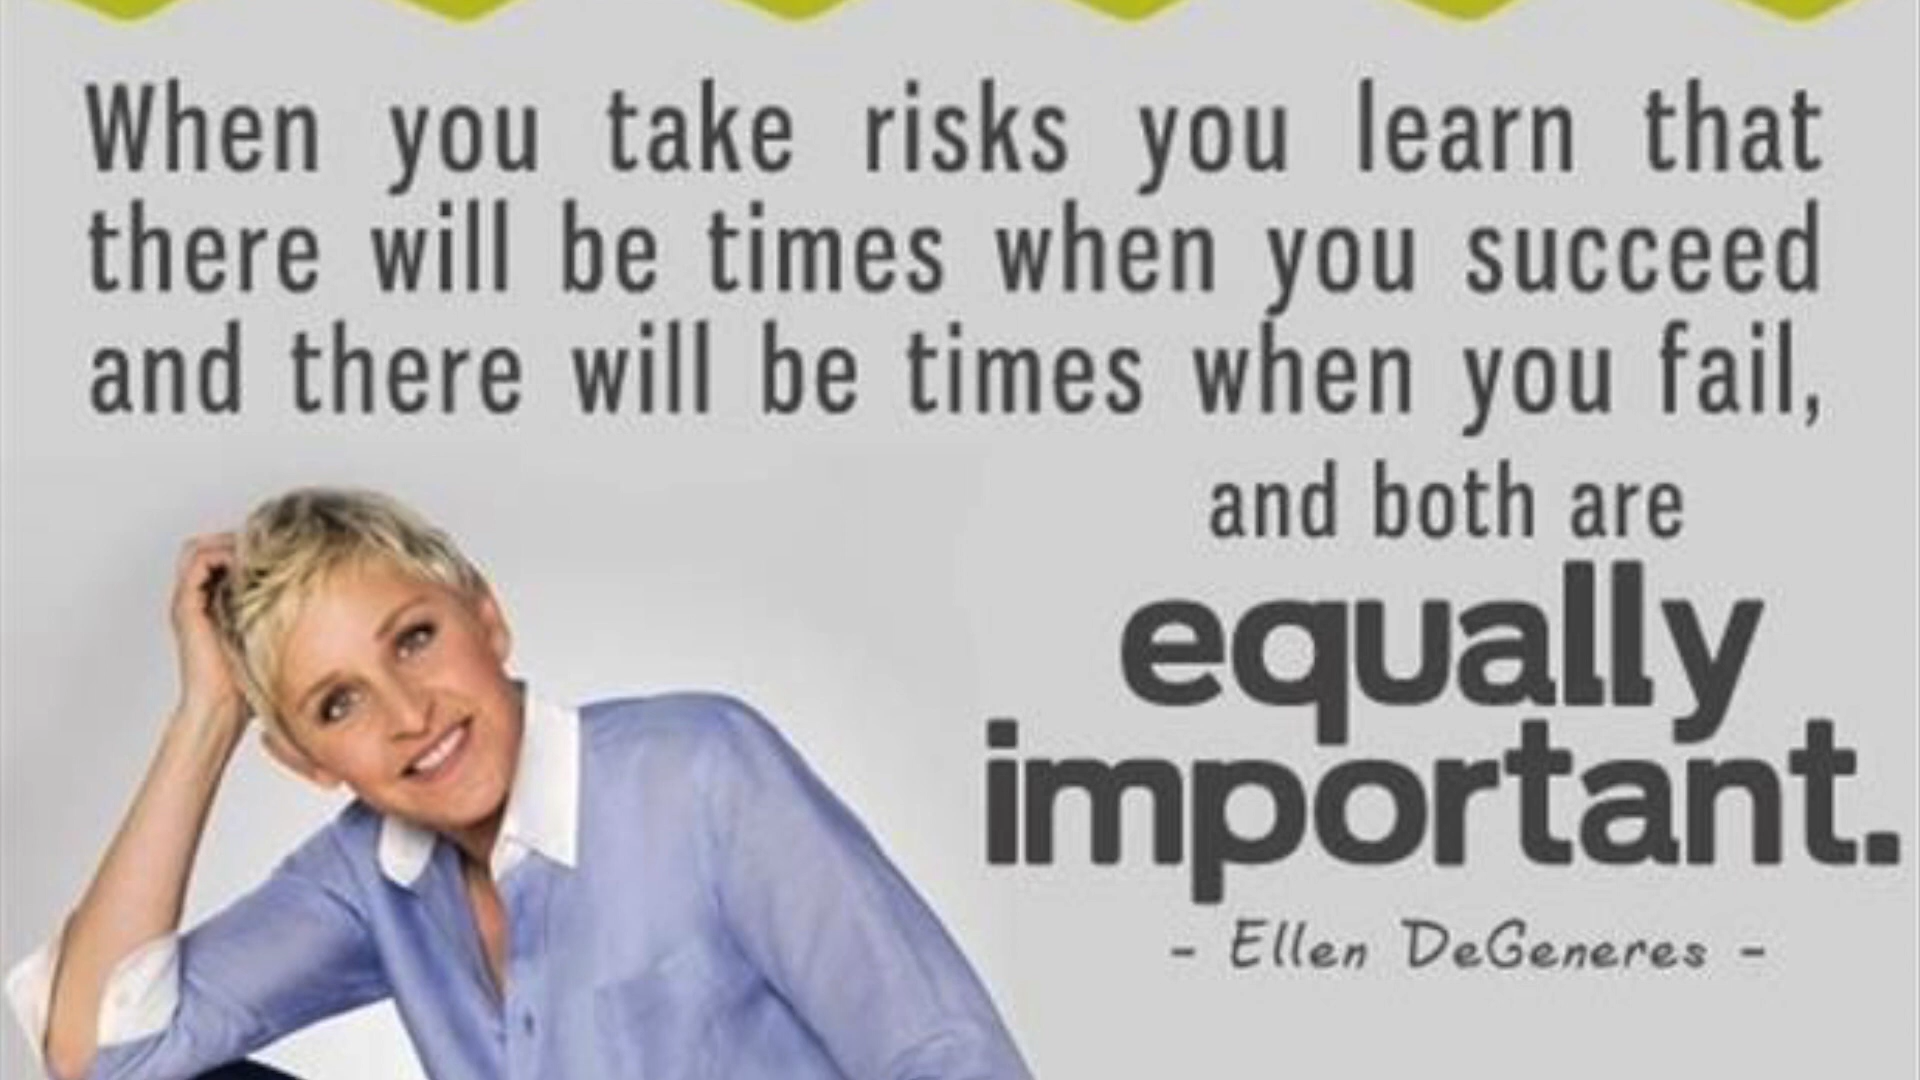 When you take risks you learn that
there will be times when you succeed
and there will be times when you fail,
and both are
equally
important.
- Ellen DeGeneres -